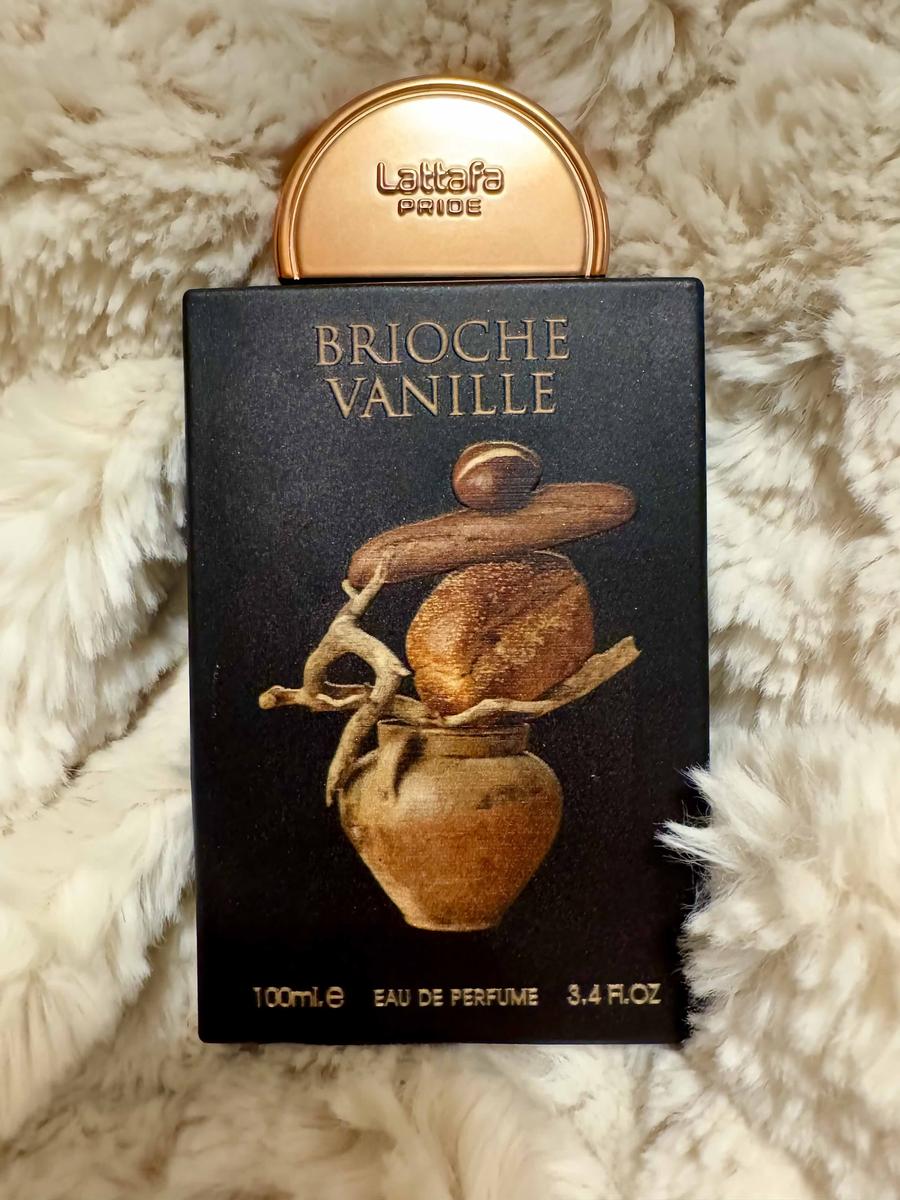 Lattafa
PRIDE
BRIOCHE
VANILLE
100ml.e EAU DE PERFUME 3.4 Fl.OZ